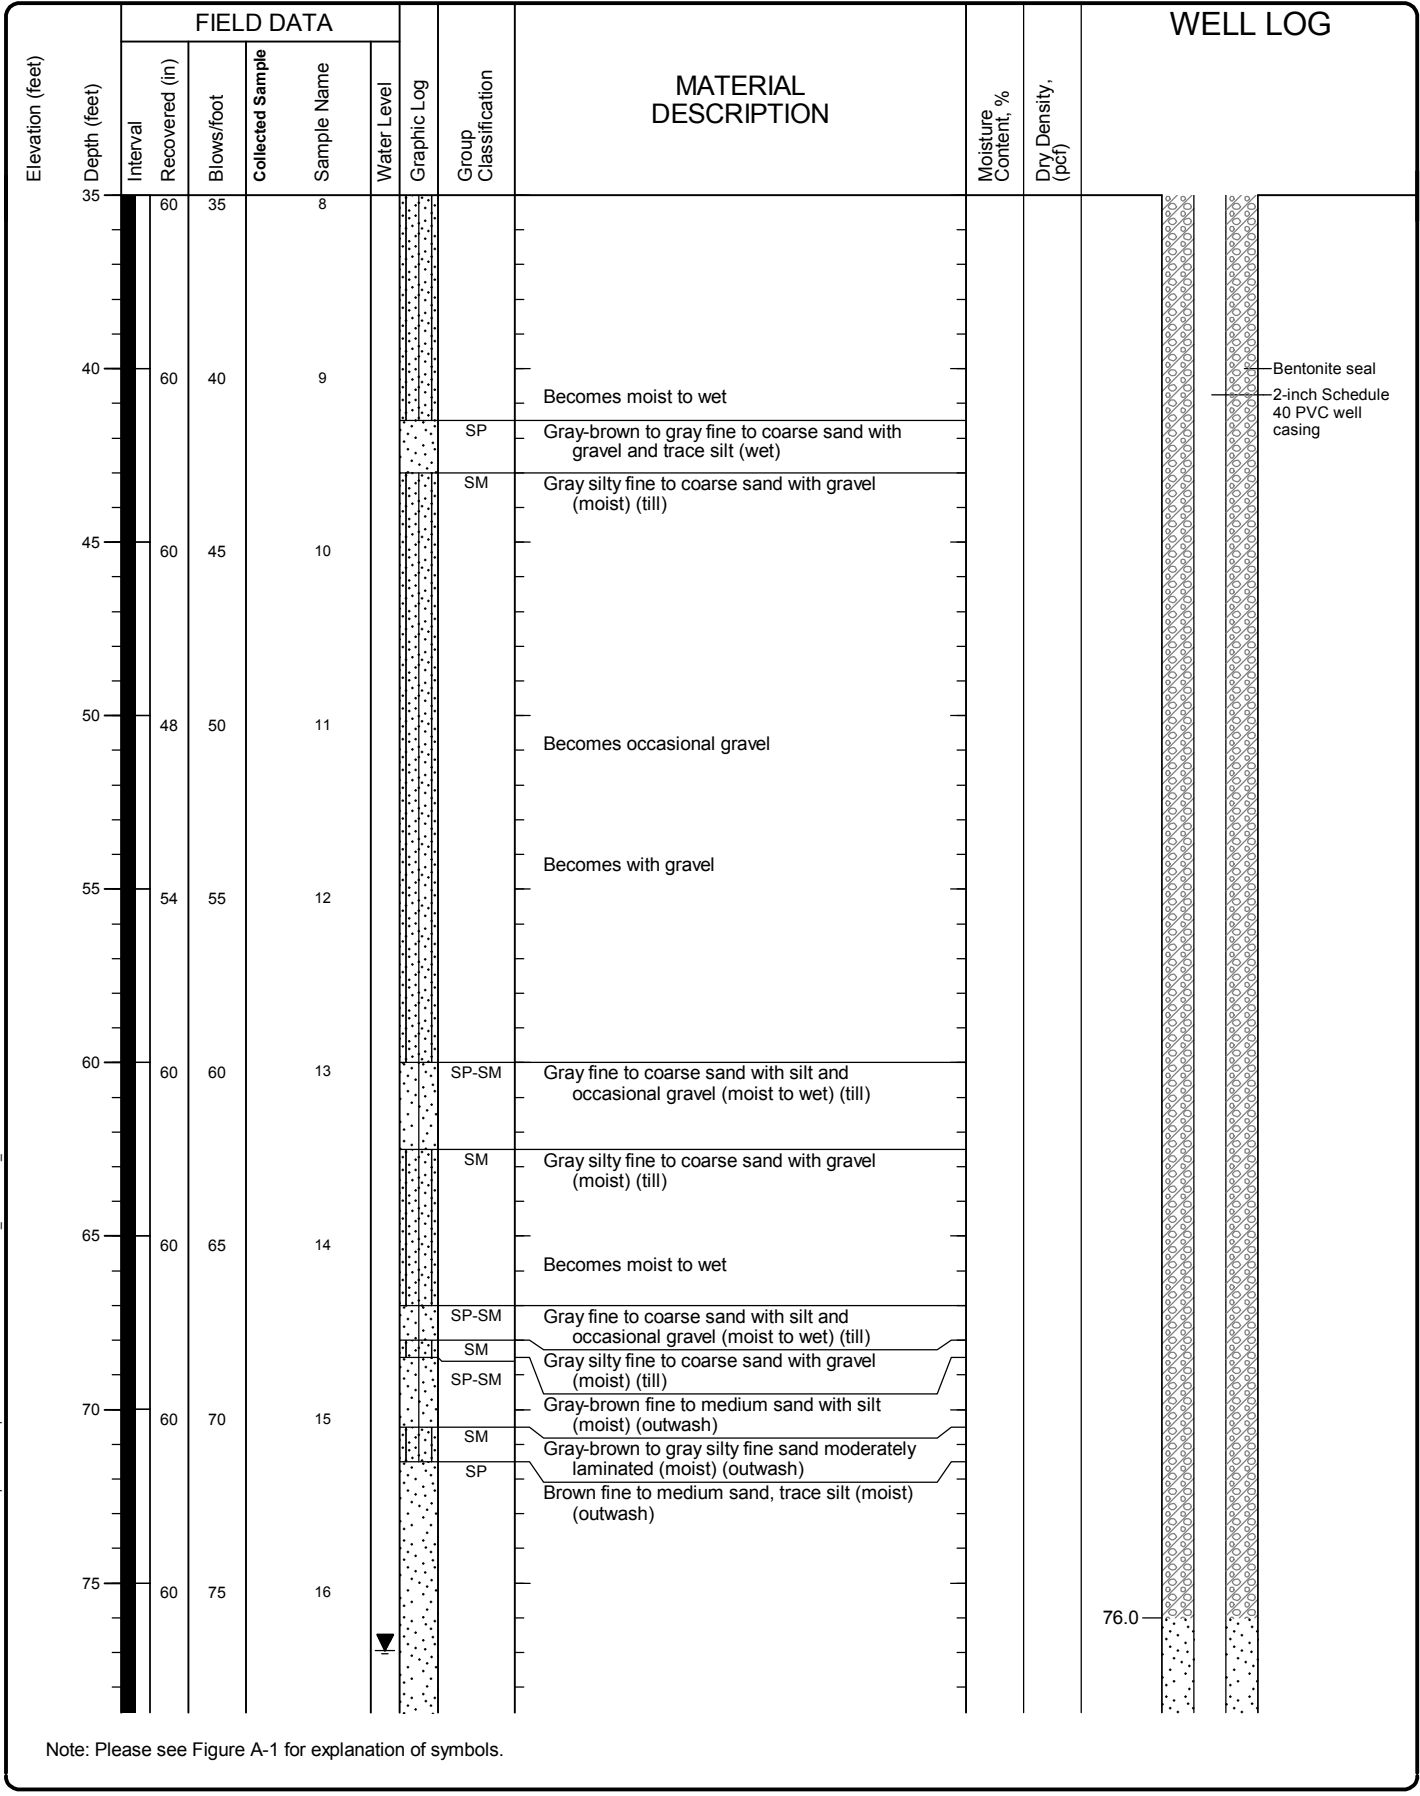 FIELD DATA
WELL LOG
Elevation (feet)
Depth (feet)
Interval
Recovered (in)
Blows/foot
Collected Sample
Sample Name
Water Level
Graphic Log
Group
Classification
MATERIAL
DESCRIPTION
Moisture
Content, %
Dry Density,
(pcf)
35
60 35 8
40
60 40 9
Becomes moist to wet
Bentonite seal
2-inch Schedule
40 PVC well
casing
SP Gray-brown to gray fine to coarse sand with
gravel and trace silt (wet)
SM Gray silty fine to coarse sand with gravel
(moist) (till)
45
60 45 10
50
48 50 11
Becomes occasional gravel
Becomes with gravel
55
54 55 12
60
60 60 13 SP-SM Gray fine to coarse sand with silt and
occasional gravel (moist to wet) (till)
SM Gray silty fine to coarse sand with gravel
(moist) (till)
65
60 65 14
Becomes moist to wet
SP-SM Gray fine to coarse sand with silt and
occasional gravel (moist to wet) (till)
SM Gray silty fine to coarse sand with gravel
(moist) (till)
SP-SM Gray-brown fine to medium sand with silt
(moist) (outwash)
70
60 70 15
SM Gray-brown to gray silty fine sand moderately
laminated (moist) (outwash)
SP Brown fine to medium sand, trace silt (moist)
(outwash)
75
60 75 16
76.0
Note: Please see Figure A-1 for explanation of symbols.